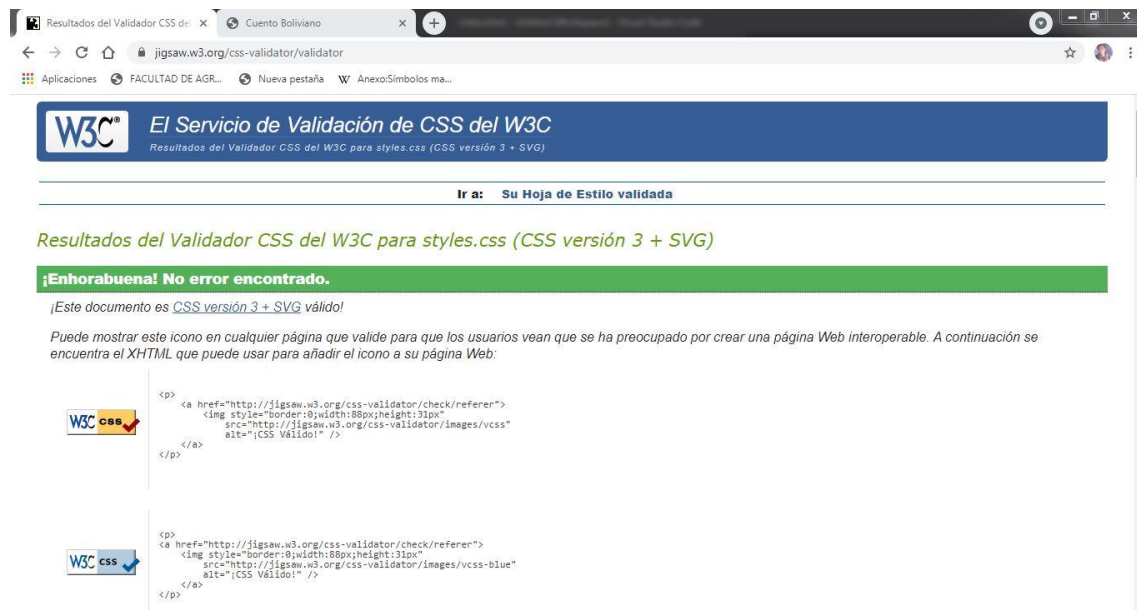 Resultados del Validador CSS de
Cuento Boliviano
jigsaw.w3.org/css-validator/validator
Aplicaciones
FACULTAD DE AGR...
Nueva pestaña
W Anexo:Símbolos ma...
W3C®
El Servicio de Validación de CSS del W3C
Resultados del Validador CSS del W3C para styles.css (CSS versión 3 + SVG)
Ir a: Su Hoja de Estilo validada
Resultados del Validador CSS del W3C para styles.css (CSS versión 3 + SVG)
¡Enhorabuena! No error encontrado.
¡Este documento es CSS versión 3 + SVG válido!
Puede mostrar este icono en cualquier página que valide para que los usuarios vean que se ha preocupado por crear una página Web interoperable. A continuación se
encuentra el XHTML que puede usar para añadir el icono a su página Web:
W3C css
<p>
<a href="http://jigsaw.w3.org/css-validator/check/referer">
<img style="border:0;width:88px;height:31px"
src="http://jigsaw.w3.org/css-validator/images/vcss"
alt="¡CSS Válido!" />
</a>
</p>
W3C css
<p>
<a href="http://jigsaw.w3.org/css-validator/check/referer">
<img style="border:0;width:88px;height:31px"
src="http://jigsaw.w3.org/css-validator/images/vcss-blue"
alt="¡CSS Válido!" />
</a>
</p>